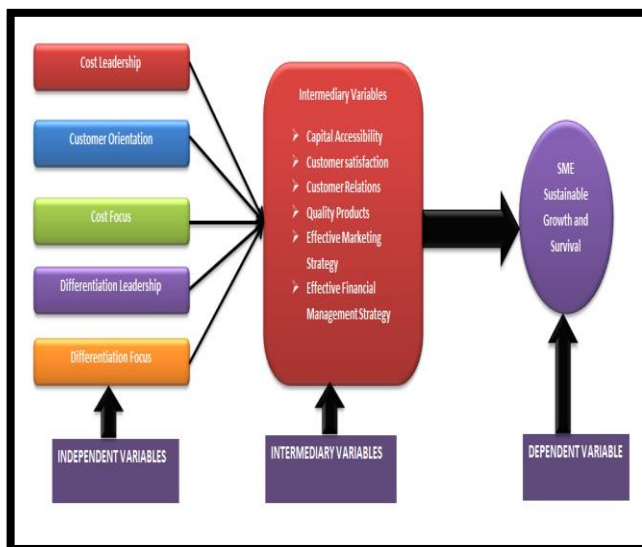 Cost Leadership
Customer Orientation
Cost Focus
Differentiation Leadership
Differentiation Focus
INDEPENDENT VARIABLES
Intermediary Variables
➤ Capital Accessibility
➤ Customer satisfaction
➤ Customer Relations
➤ Quality Products
➤ Effective Marketing
Strategy
➤ Effective Financial
Management Strategy
INTERMEDIARY VARIABLES
SME
Sustainable
Growth and
Survival
DEPENDENT VARIABLE